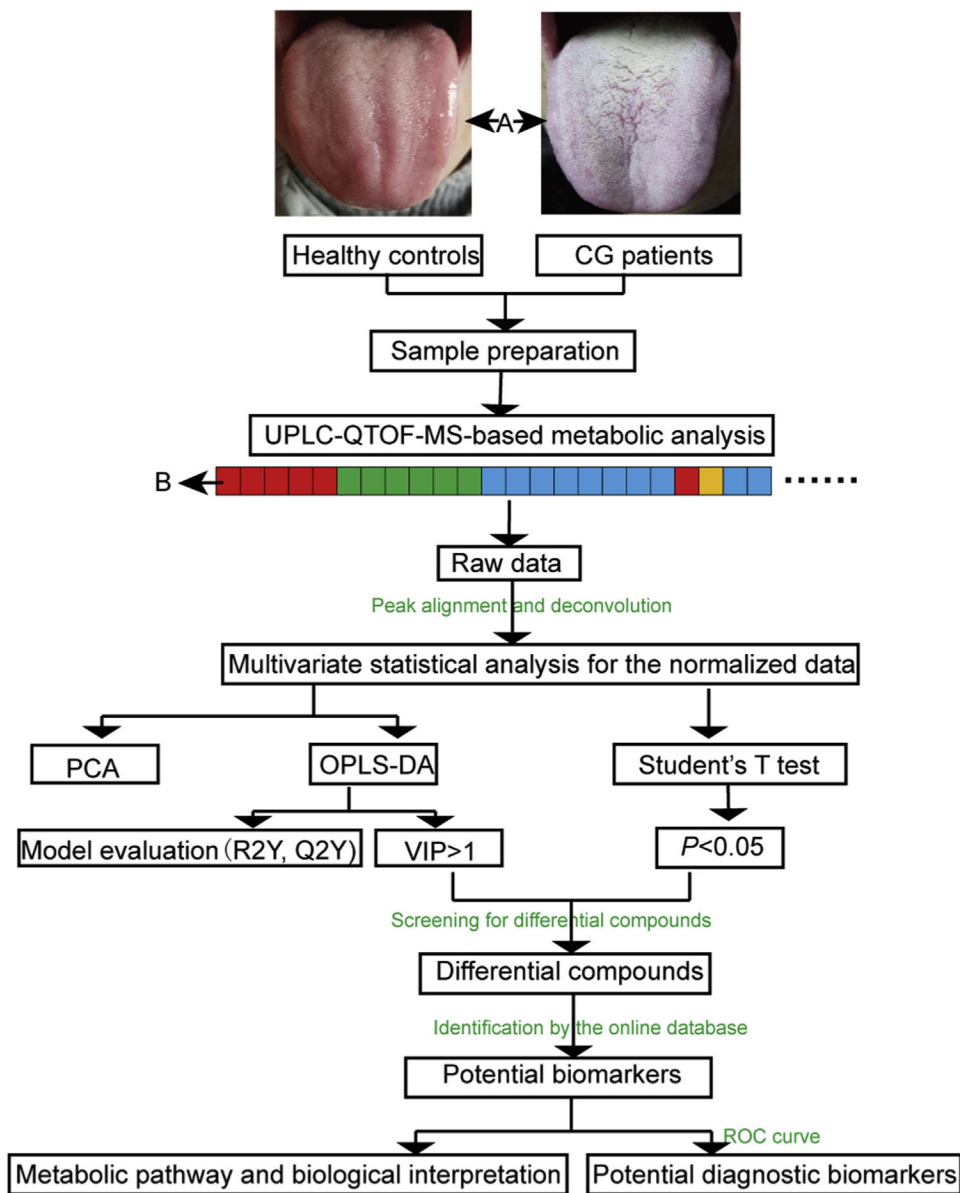 A
Healthy controls
CG patients
Sample preparation
UPLC-QTOF-MS-based metabolic analysis
B
Raw data
Peak alignment and deconvolution
Multivariate statistical analysis for the normalized data
PCA
OPLS-DA
Student's T test
Model evaluation (R2Y, Q2Y)
VIP>1
P<0.05
Screening for differential compounds
Differential compounds
Identification by the online database
Potential biomarkers
ROC curve
Metabolic pathway and biological interpretation
Potential diagnostic biomarkers